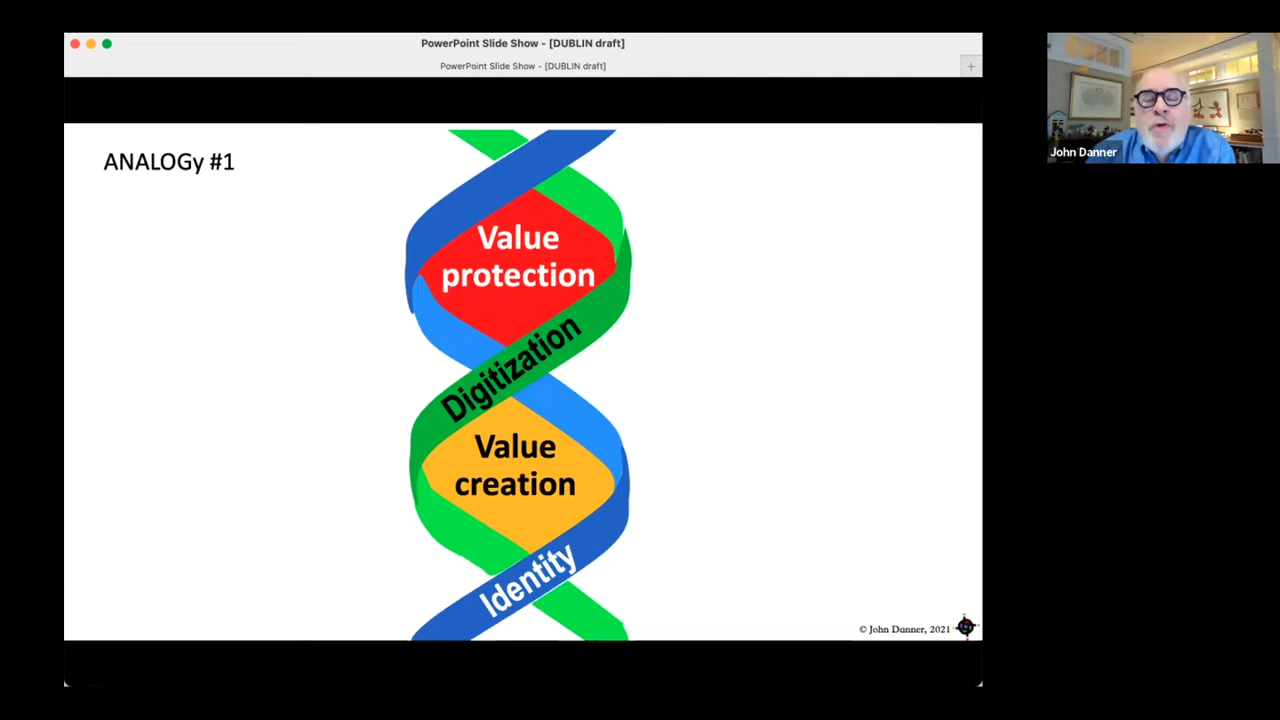 PowerPoint Slide Show - [DUBLIN draft]
PowerPoint Slide Show - [DUBLIN draft]
ANALOGy #1
Value
protection
Digitization
Value
creation
Identity
© John Danner, 2021
John Danner